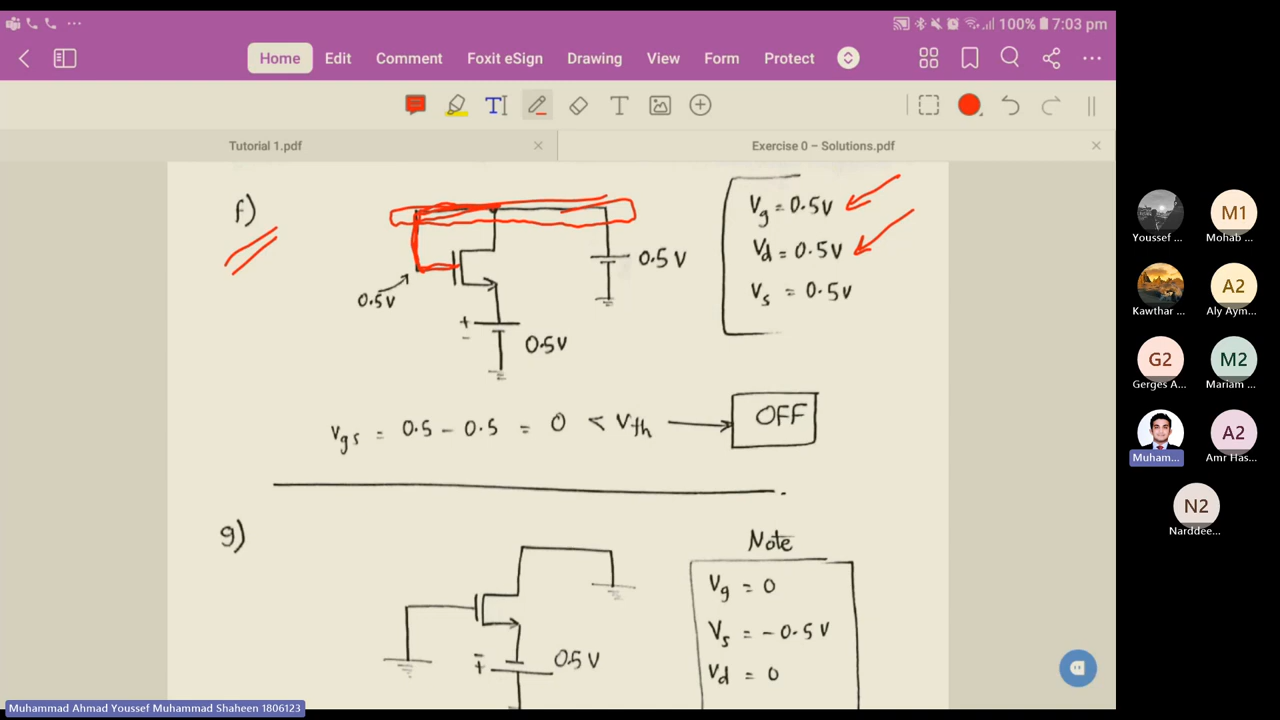 100% 7:03 pm
Home Edit Comment Foxit eSign Drawing View Form Protect
Tutorial 1.pdf
Exercise 0 – Solutions.pdf
f)
0.5V
0.5V
+
-
0.5V
Vg = 0.5V
Vd = 0.5V
Vs = 0.5V
Vgs = 0.5 - 0.5 = 0 < Vth → OFF
g)
Note
- +
0.5V
Vg = 0
Vs = -0.5V
Vd = 0
Youssef ...
M1
Mohab ...
Kawthar ...
A2
Aly Aym...
G2
Gerges A...
M2
Mariam ...
Muham...
A2
Amr Has...
N2
Narddee...
Muhammad Ahmad Youssef Muhammad Shaheen 1806123